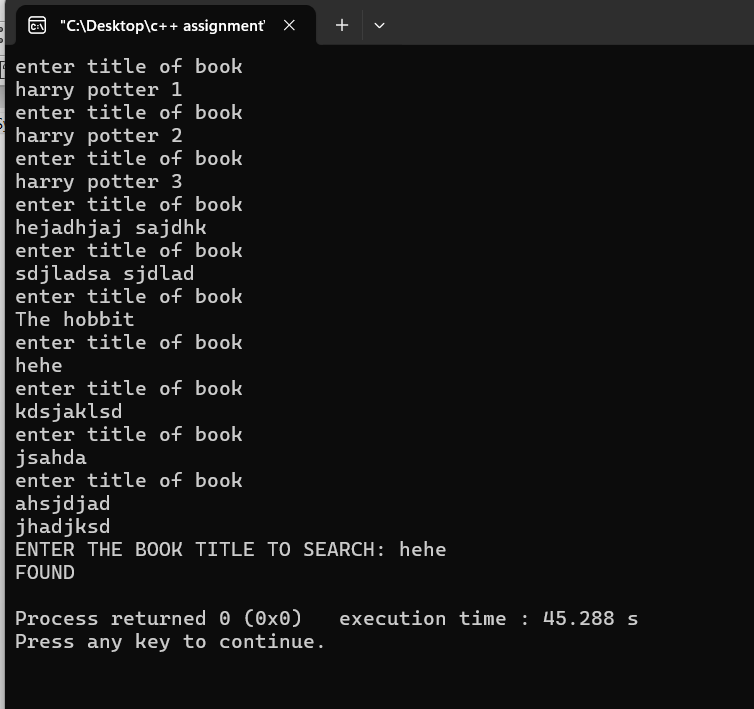 "C:\Desktop\c++ assignment'
enter title of book
harry potter 1
enter title of book
harry potter 2
enter title of book
harry potter 3
enter title of book
hejadhjaj sajdhk
enter title of book
sdjladsa sjdlad
enter title of book
The hobbit
enter title of book
hehe
enter title of book
kdsjaklsd
enter title of book
jsahda
enter title of book
ahsjdjad
jhadjksd
ENTER THE BOOK TITLE TO SEARCH: hehe
FOUND
Process returned 0 (0x0)   execution time : 45.288 s
Press any key to continue.